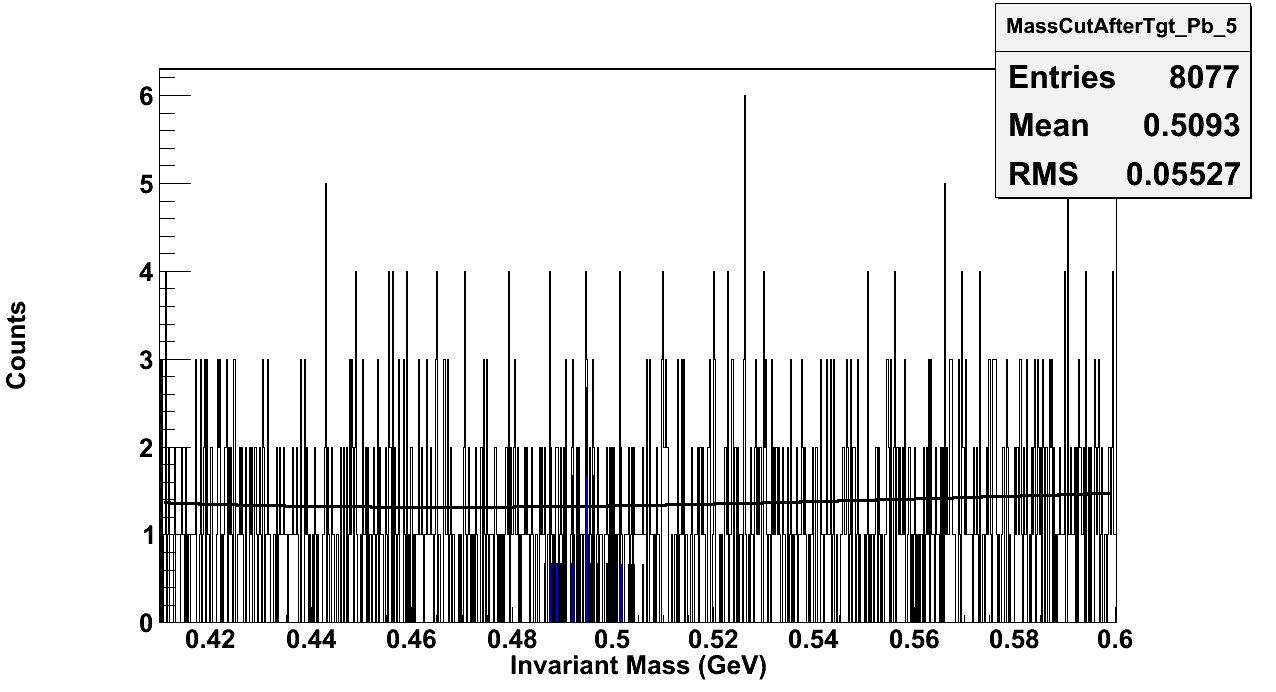 MassCutAfterTgt_Pb_5
Entries 8077
Mean 0.5093
RMS 0.05527
Counts
6
5
4
3
2
1
0
0.42 0.44 0.46 0.48 0.5 0.52 0.54 0.56 0.58 0.6
Invariant Mass (GeV)